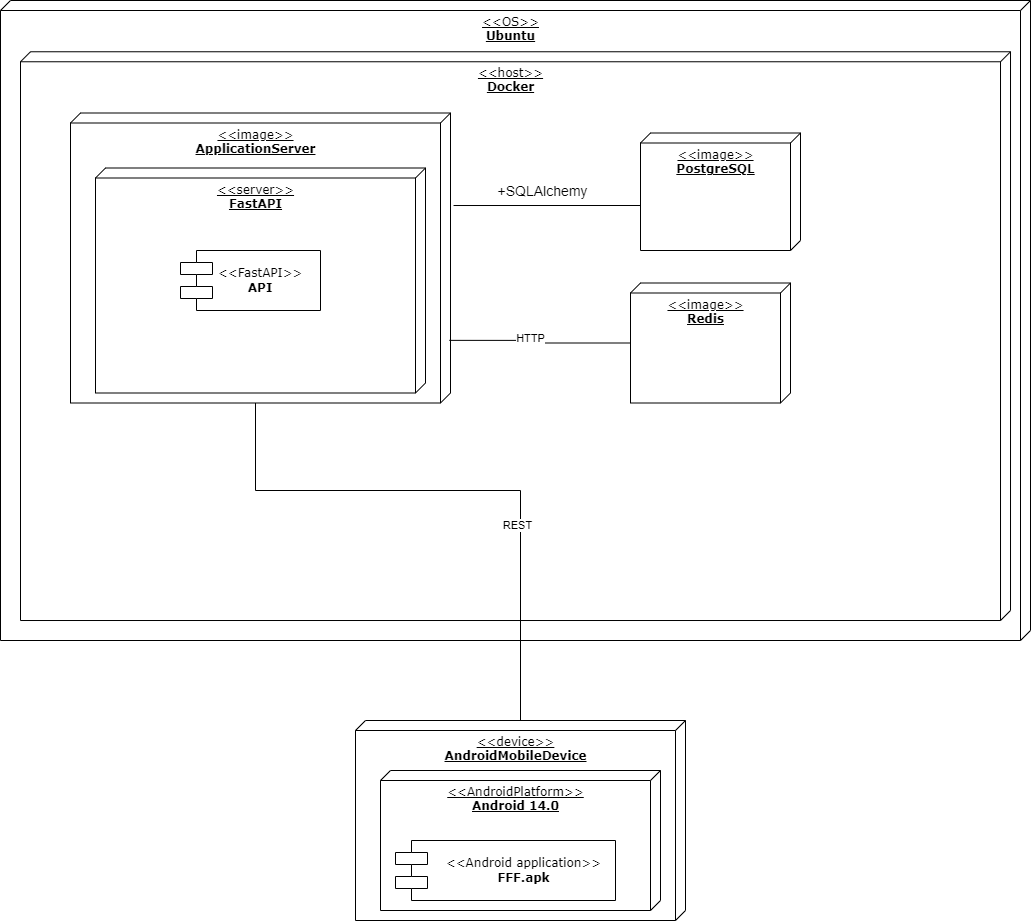 <<OS>>
Ubuntu
<<host>>
Docker
<<image>>
ApplicationServer
<<server>>
FastAPI
<<FastAPI>>
API
+SQLAlchemy
<<image>>
PostgreSQL
HTTP
<<image>>
Redis
REST
<<device>>
AndroidMobileDevice
<<AndroidPlatform>>
Android 14.0
<<Android application>>
FFF.apk